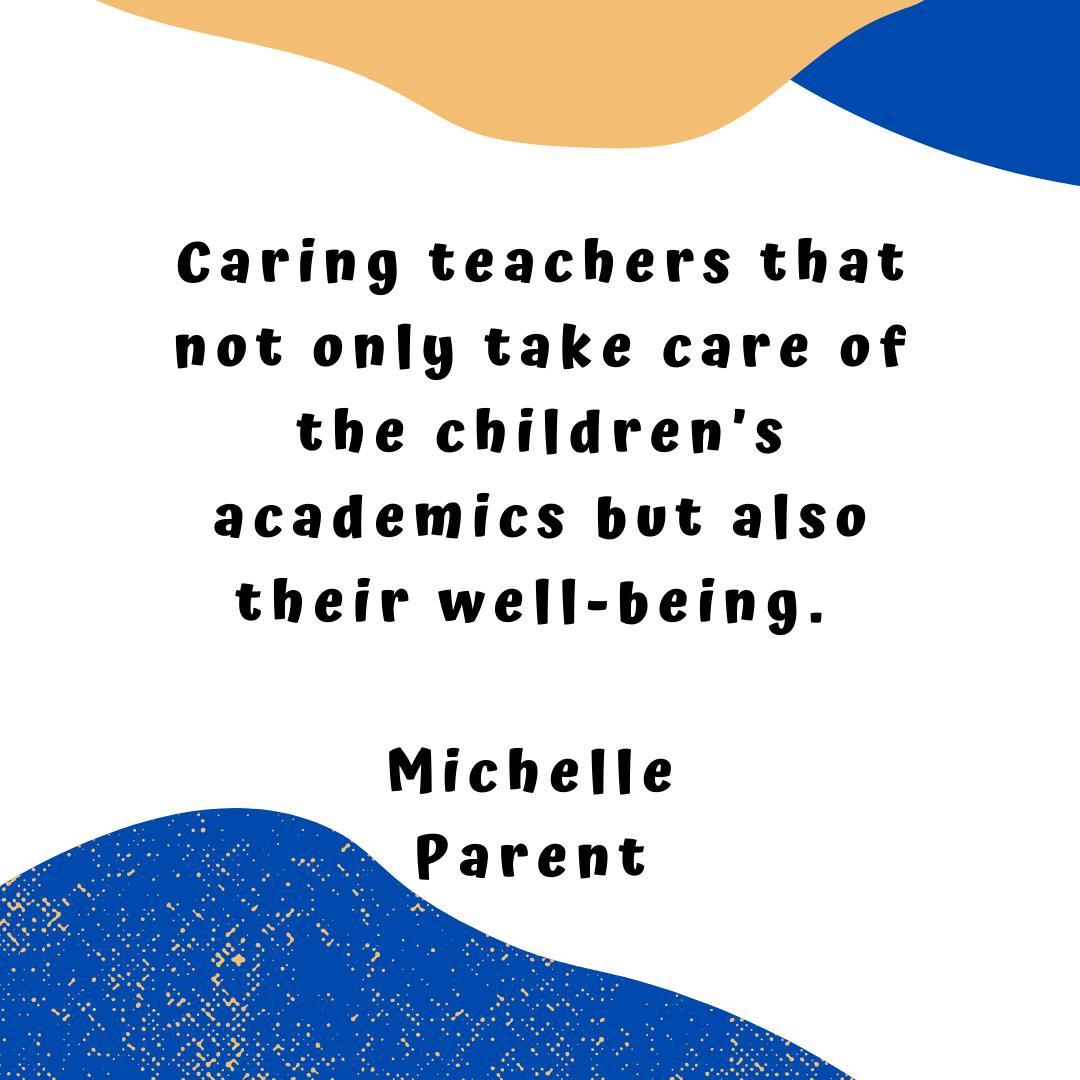 Caring teachers that
not only take care of
the children's
academics but also
their well-being.
Michelle
Parent